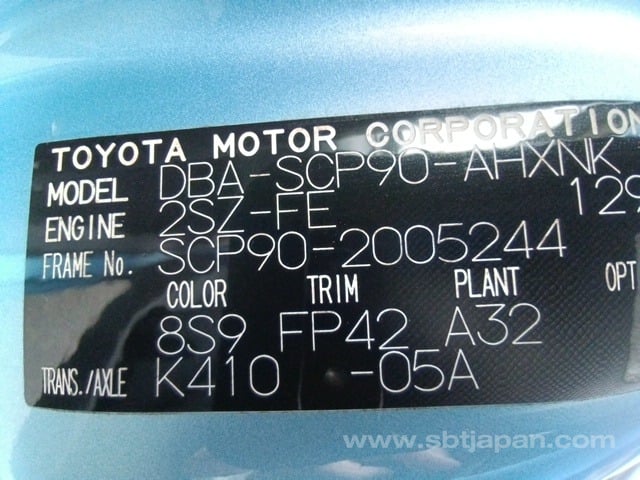 TOYOTA MOTOR CORPORATION
MODEL DBA-SCP90-AHXNK
ENGINE 2SZ-FE 129
FRAME No. SCP90-2005244
COLOR TRIM PLANT OPT
8S9 FP42 A32
TRANS./AXLE K410 -05A
www.sbtjapan.com